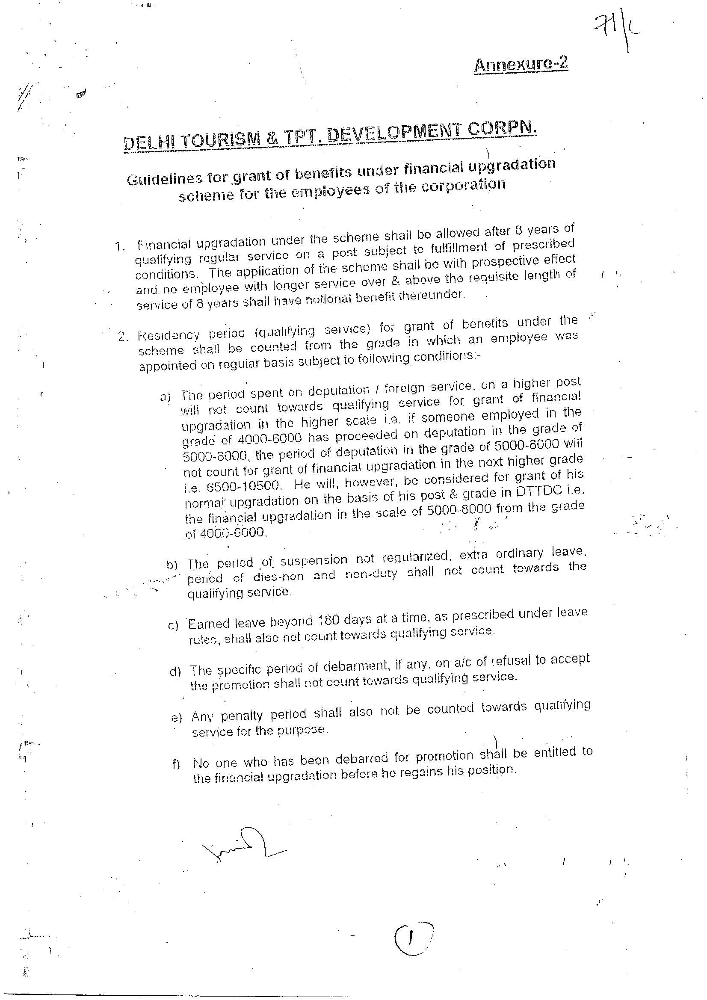 71/C
Annexure-2
DELHI TOURISM & TPT. DEVELOPMENT CORPN.
Guidelines for grant of benefits under financial upgradation
scheme for the employees of the corporation
1. Financial upgradation under the scheme shall be allowed after 8 years of
qualifying regular service on a post subject to fulfillment of prescribed
conditions. The application of the scheme shall be with prospective effect
and no employee with longer service over & above the requisite length of
service of 8 years shall have notional benefit thereunder.
2. Residency period (qualifying service) for grant of benefits under the
scheme shall be counted from the grade in which an employee was
appointed on regular basis subject to following conditions:-
a) The period spent on deputation / foreign service, on a higher post
will not count towards qualifying service for grant of financial
upgradation in the higher scale i.e. if someone employed in the
grade of 4000-6000 has proceeded on deputation in the grade of
5000-8000, the period of deputation in the grade of 5000-8000 will
not count for grant of financial upgradation in the next higher grade
i.e. 6500-10500. He will, however, be considered for grant of his
normal upgradation on the basis of his post & grade in DTTDC i.e.
the financial upgradation in the scale of 5000-8000 from the grade
of 4000-6000.
b) The period of suspension not regularized, extra ordinary leave,
period of dies-non and non-duty shall not count towards the
qualifying service.
c) Earned leave beyond 180 days at a time, as prescribed under leave
rules, shall also not count towards qualifying service.
d) The specific period of debarment, if any, on a/c of refusal to accept
the promotion shall not count towards qualifying service.
e) Any penalty period shall also not be counted towards qualifying
service for the purpose.
f) No one who has been debarred for promotion shall be entitled to
the financial upgradation before he regains his position.
1